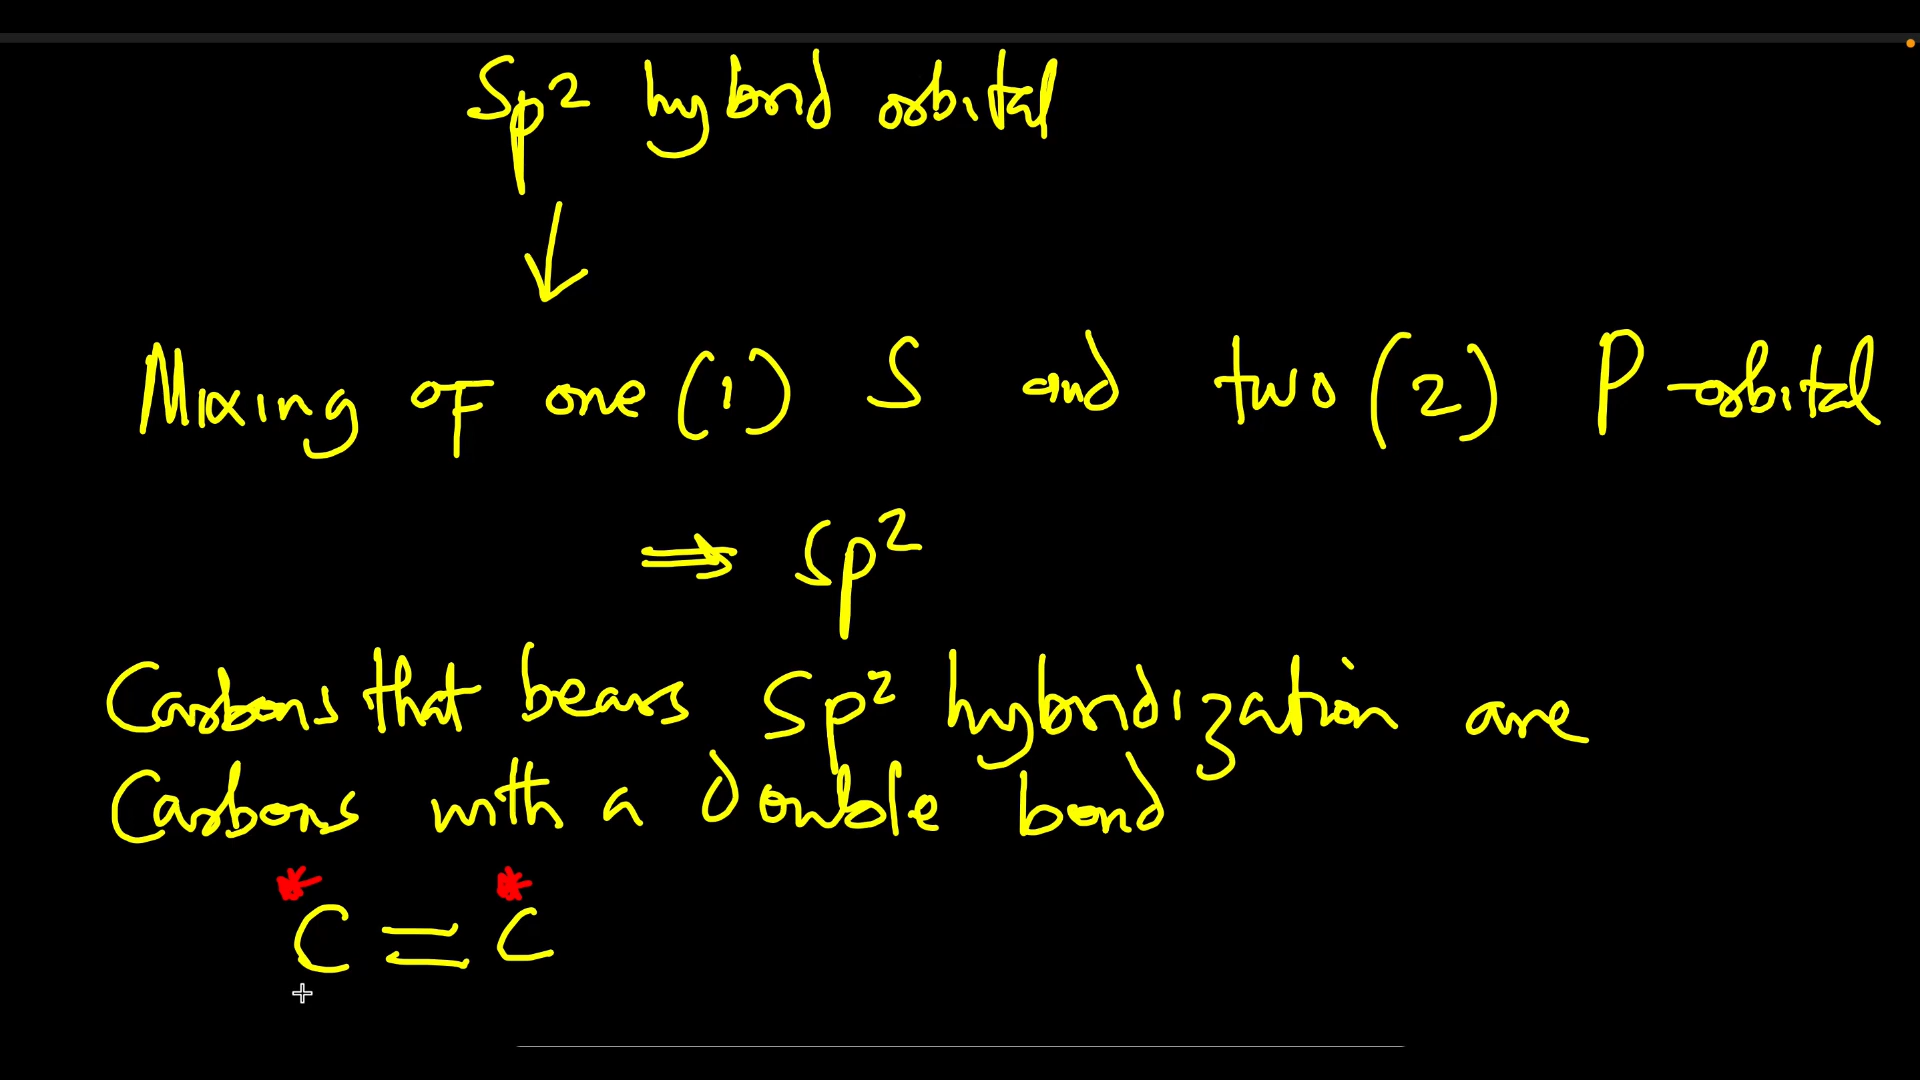 Sp² hybrid orbital
Mixing of one (1) S and two (2) P-orbital
⇒ Sp²
Carbons that bears Sp² hybridization are
Carbons with a double bond
C = C